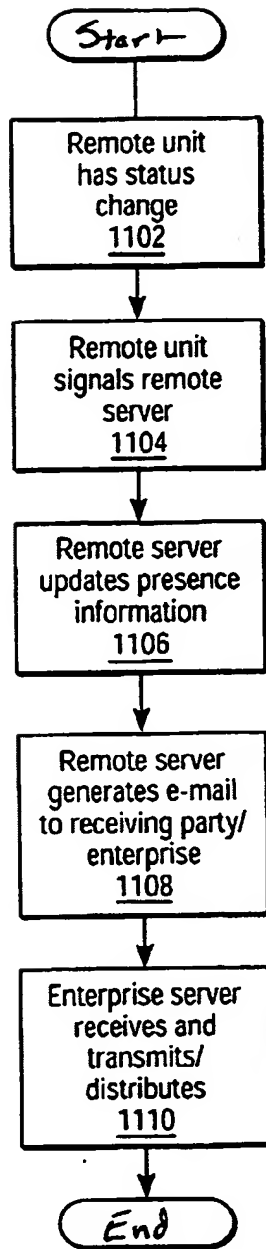 Start
Remote unit
has status
change
1102
Remote unit
signals remote
server
1104
Remote server
updates presence
information
1106
Remote server
generates e-mail
to receiving party/
enterprise
1108
Enterprise server
receives and
transmits/
distributes
1110
End